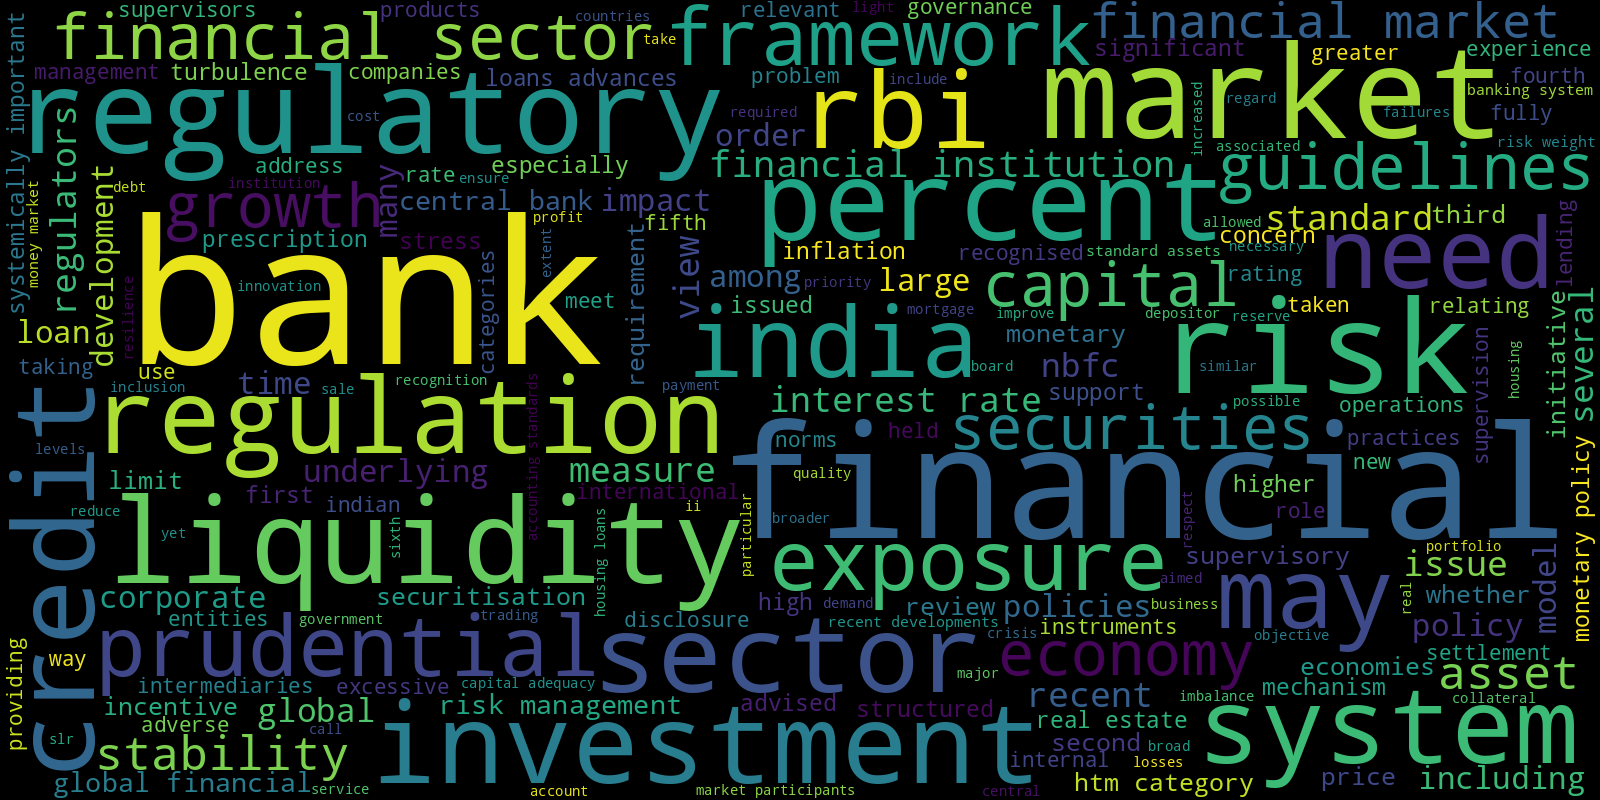 supervisors
products
countries
relevant
light
governance
financial sector
take
framework
financial market
management
turbulence
companies
loans advances
problem
include
significant
greater
experience
regulatory
cost
required
rbi
order
increased
regard
market
fourth
banking system
failures
fully
systemically important
regulators
address
especially
financial institution
associated
risk weight
guidelines
money market
debt
development
institution
growth
many
rate
ensure
central bank
impact
percent
allowed
standard
third
lending
prescription
stress
profit
fifth
inflation
recognised
standard assets
concern
necessary
need
bank
innovation
resilience
categories
extent
meet
requirement
view
among
priority
large
capital
rating
issued
mortgage
improve
depositor
reserve
taken
relating
loan
india
monetary
risk
initiative
several
taking
use
time
sale
recognition
payment
board
nbfc
support
similar
supervision
housing
inclusion
regulation
accounting standards
interest rate
possible
operations
credit
levels
norms
held
securities
practices
limit
underlying
measure
quality
financial
new
first
indian
international
higher
monetary policy
reduce
yet
liquidity
sixth
ii
particular
broader
respect
role
housing loans
exposure
supervisory
portfolio
issue
corporate
securitisation
aimed
may
real
whether
model
entities
government
trading
high
demand
review
policies
business
disclosure
recent developments
crisis
instruments
objective
policy
providing
way
prudential
sector
economy
settlement
intermediaries
excessive
capital adequacy
major
economies
asset
incentive
global
risk management
advised
structured
recent
imbalance
mechanism
collateral
adverse
call
investment
real estate
system
slr
stability
second
broad
internal
losses
global financial
service
account
market participants
central
htm category
price
including